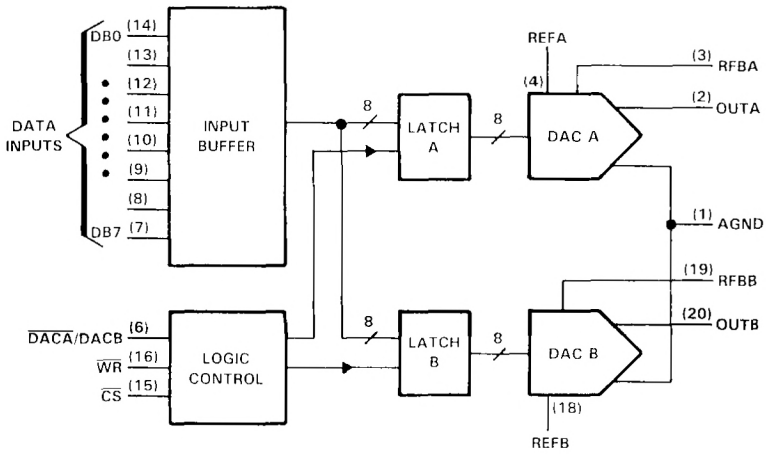 DATA
INPUTS
DB0 (14)
(13)
(12)
(11)
(10)
(9)
(8)
DB7 (7)
INPUT
BUFFER
8
LATCH
A
8
REFA
(4)
DAC A
(3) RFBA
(2) OUTA
(1) AGND
DACA/DACB (6)
WR (16)
CS (15)
LOGIC
CONTROL
8
LATCH
B
8
DAC B
(19) RFBB
(20) OUTB
(18)
REFB